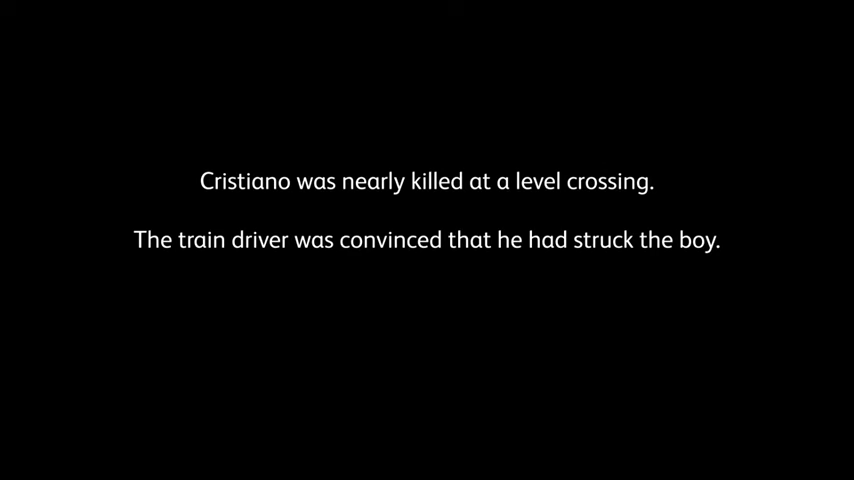 Cristiano was nearly killed at a level crossing.
The train driver was convinced that he had struck the boy.